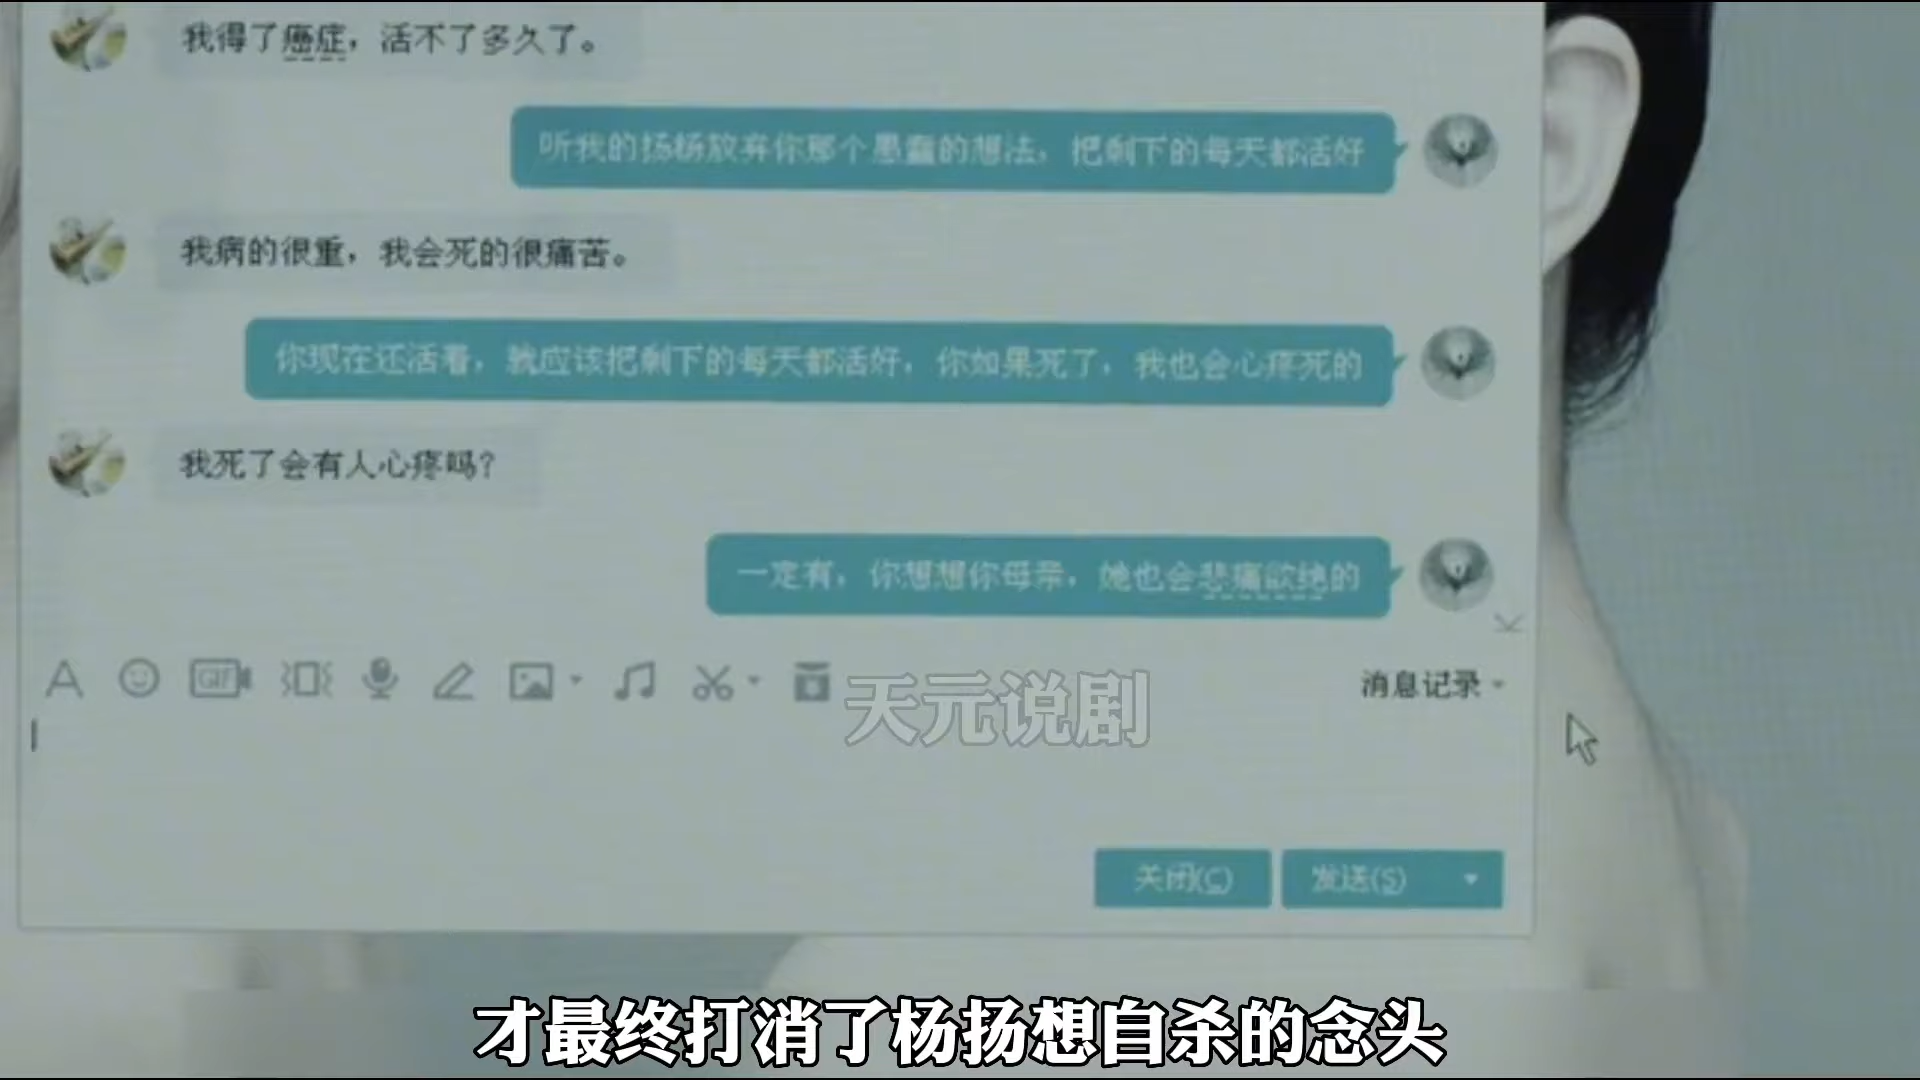 我得了癌症，活不了多久了。
听我的扬杨放弃你那个愚蠢的想法，把剩下的每天都活好
我病的很重，我会死的很痛苦。
你现在还活着，就应该把剩下的每天都活好，你如果死了，我也会心疼死的
我死了会有人心疼吗？
一定有，你想想你母亲，她也会悲痛欲绝的
A
GIF
天元说剧
消息记录
关闭(C) 发送(S)
才最终打消了杨扬想自杀的念头